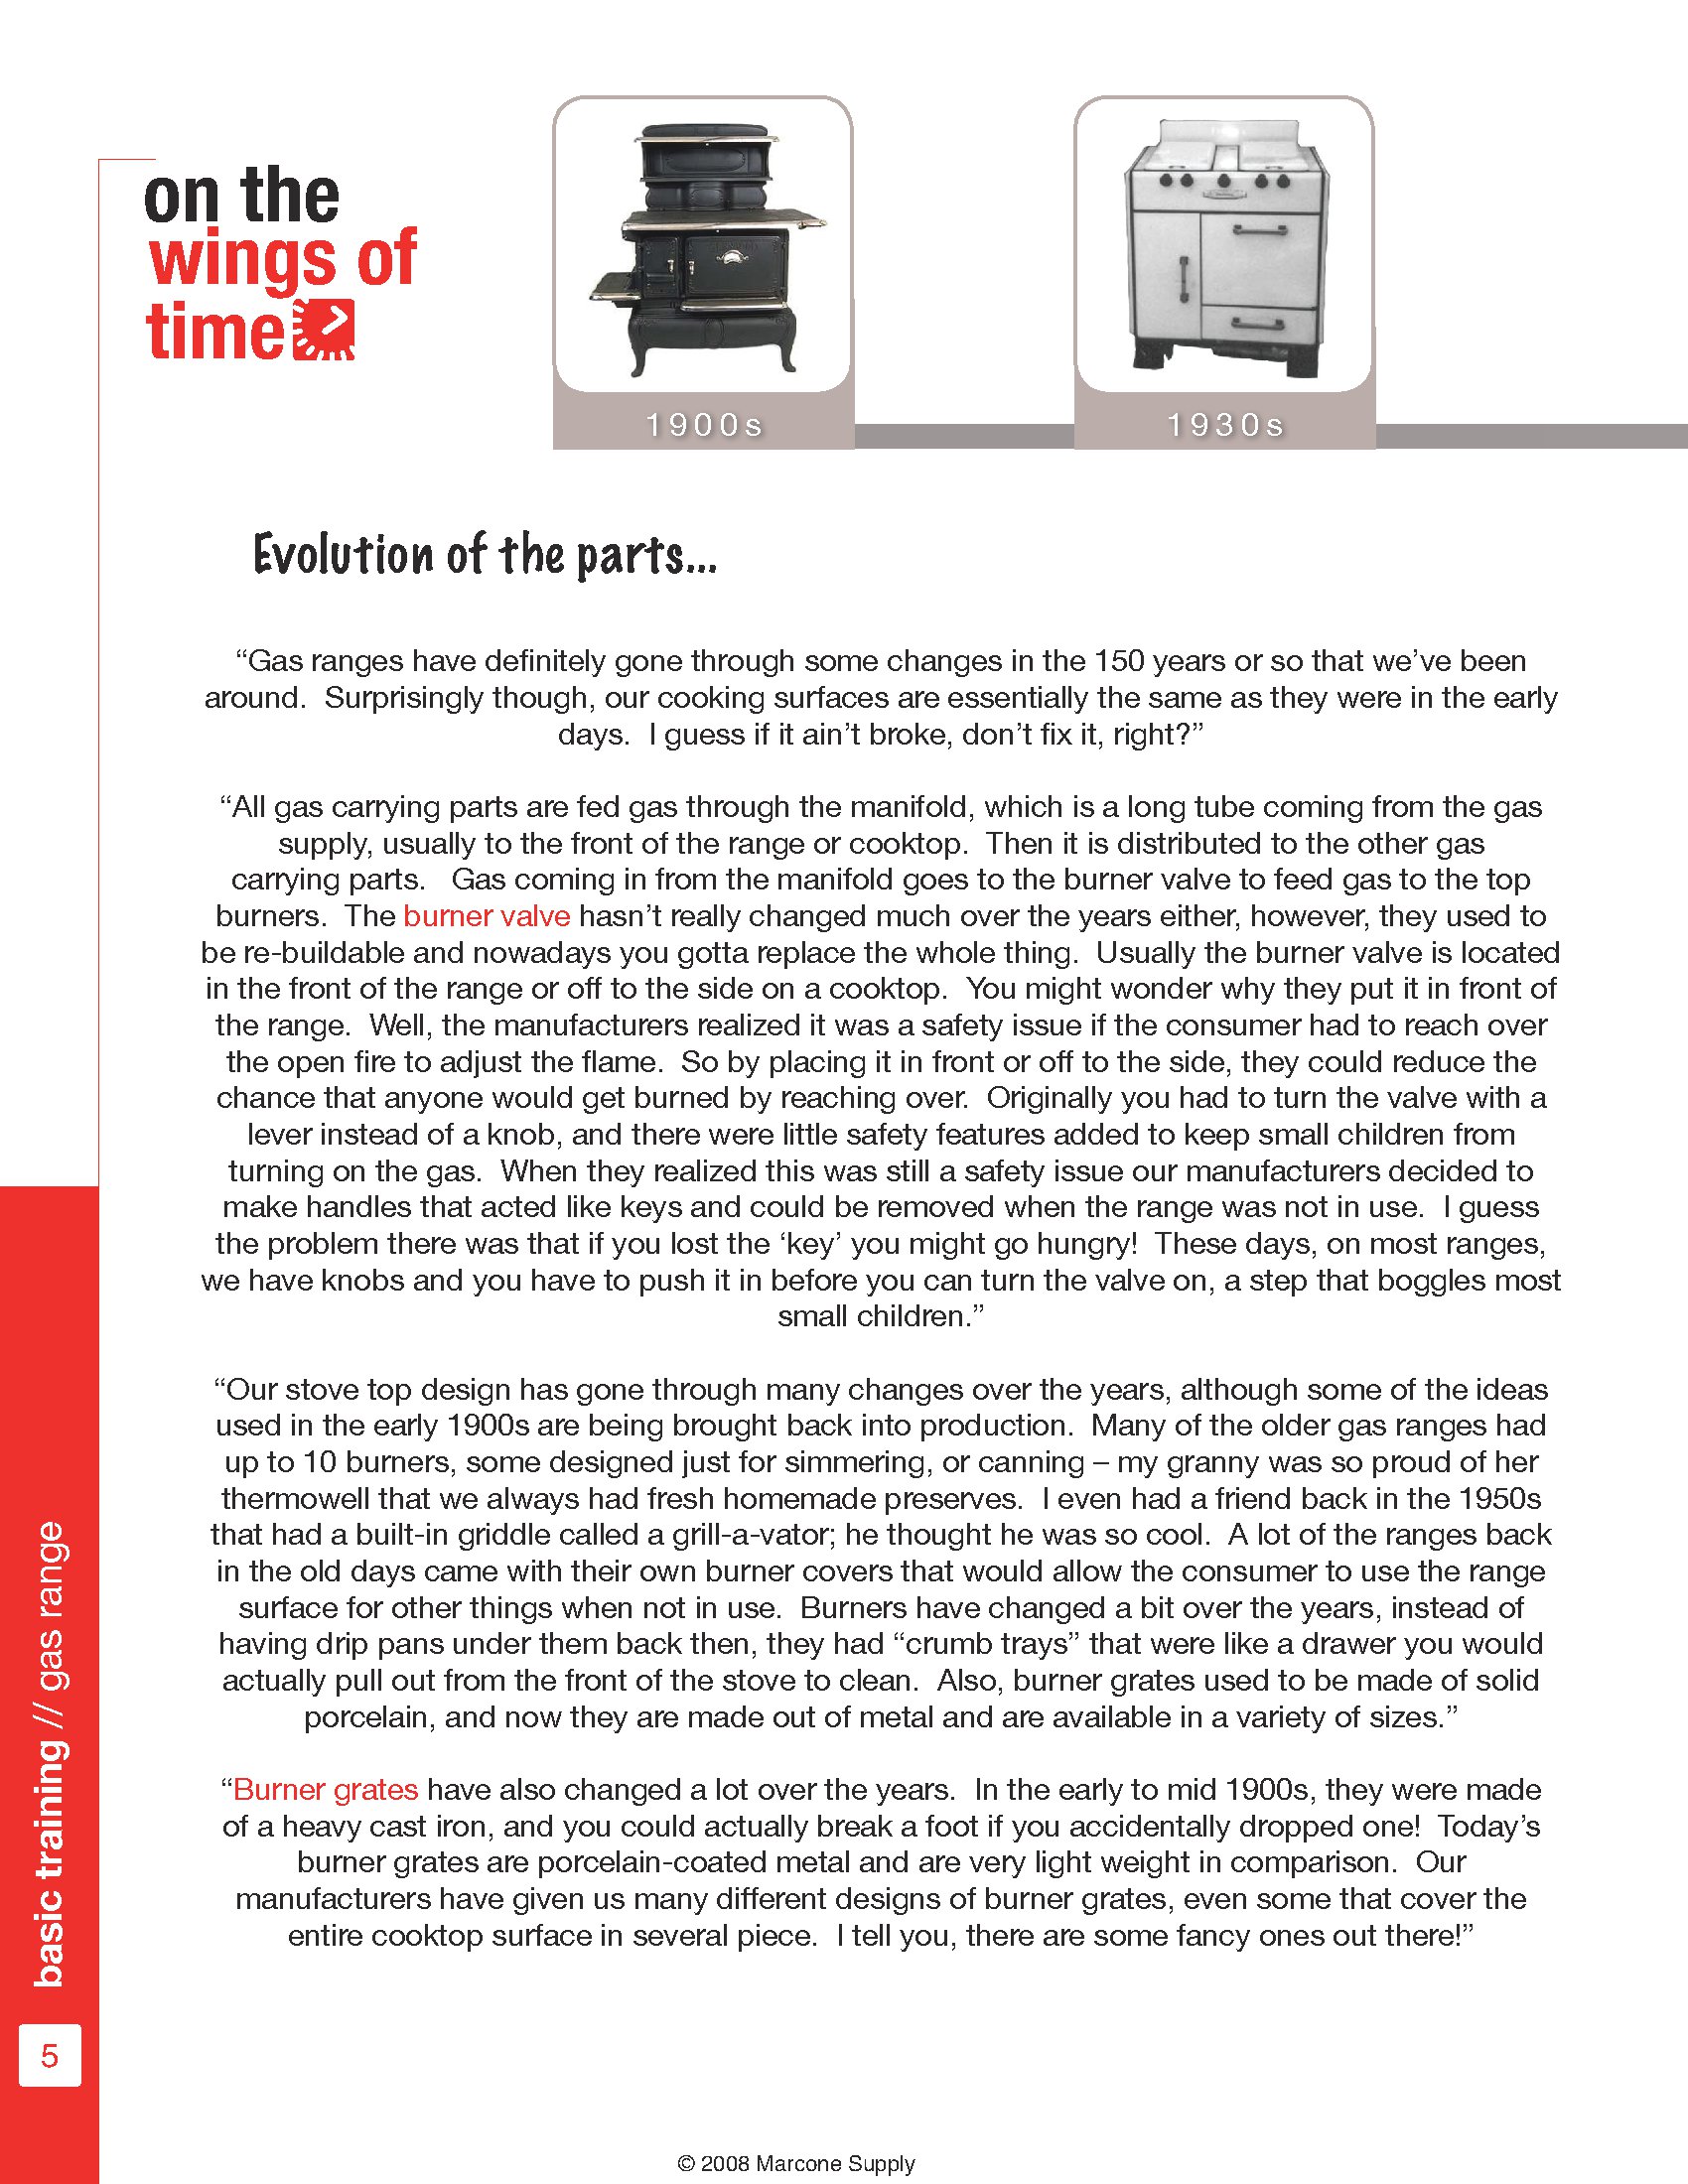 on the
wings of
time
1900s
1930s
Evolution of the parts...
“Gas ranges have definitely gone through some changes in the 150 years or so that we’ve been
around.  Surprisingly though, our cooking surfaces are essentially the same as they were in the early
days.  I guess if it ain’t broke, don’t fix it, right?”
“All gas carrying parts are fed gas through the manifold, which is a long tube coming from the gas
supply, usually to the front of the range or cooktop.  Then it is distributed to the other gas
carrying parts.   Gas coming in from the manifold goes to the burner valve to feed gas to the top
burners.  The burner valve hasn’t really changed much over the years either, however, they used to
be re-buildable and nowadays you gotta replace the whole thing.  Usually the burner valve is located
in the front of the range or off to the side on a cooktop.  You might wonder why they put it in front of
the range.  Well, the manufacturers realized it was a safety issue if the consumer had to reach over
the open fire to adjust the flame.  So by placing it in front or off to the side, they could reduce the
chance that anyone would get burned by reaching over.  Originally you had to turn the valve with a
lever instead of a knob, and there were little safety features added to keep small children from
turning on the gas.  When they realized this was still a safety issue our manufacturers decided to
make handles that acted like keys and could be removed when the range was not in use.  I guess
the problem there was that if you lost the ‘key’ you might go hungry!  These days, on most ranges,
we have knobs and you have to push it in before you can turn the valve on, a step that boggles most
small children.”
“Our stove top design has gone through many changes over the years, although some of the ideas
used in the early 1900s are being brought back into production.  Many of the older gas ranges had
up to 10 burners, some designed just for simmering, or canning – my granny was so proud of her
thermowell that we always had fresh homemade preserves.  I even had a friend back in the 1950s
that had a built-in griddle called a grill-a-vator; he thought he was so cool.  A lot of the ranges back
in the old days came with their own burner covers that would allow the consumer to use the range
surface for other things when not in use.  Burners have changed a bit over the years, instead of
having drip pans under them back then, they had “crumb trays” that were like a drawer you would
actually pull out from the front of the stove to clean.  Also, burner grates used to be made of solid
porcelain, and now they are made out of metal and are available in a variety of sizes.”
“Burner grates have also changed a lot over the years.  In the early to mid 1900s, they were made
of a heavy cast iron, and you could actually break a foot if you accidentally dropped one!  Today’s
burner grates are porcelain-coated metal and are very light weight in comparison.  Our
manufacturers have given us many different designs of burner grates, even some that cover the
entire cooktop surface in several piece.  I tell you, there are some fancy ones out there!”
basic training // gas range
5
© 2008 Marcone Supply